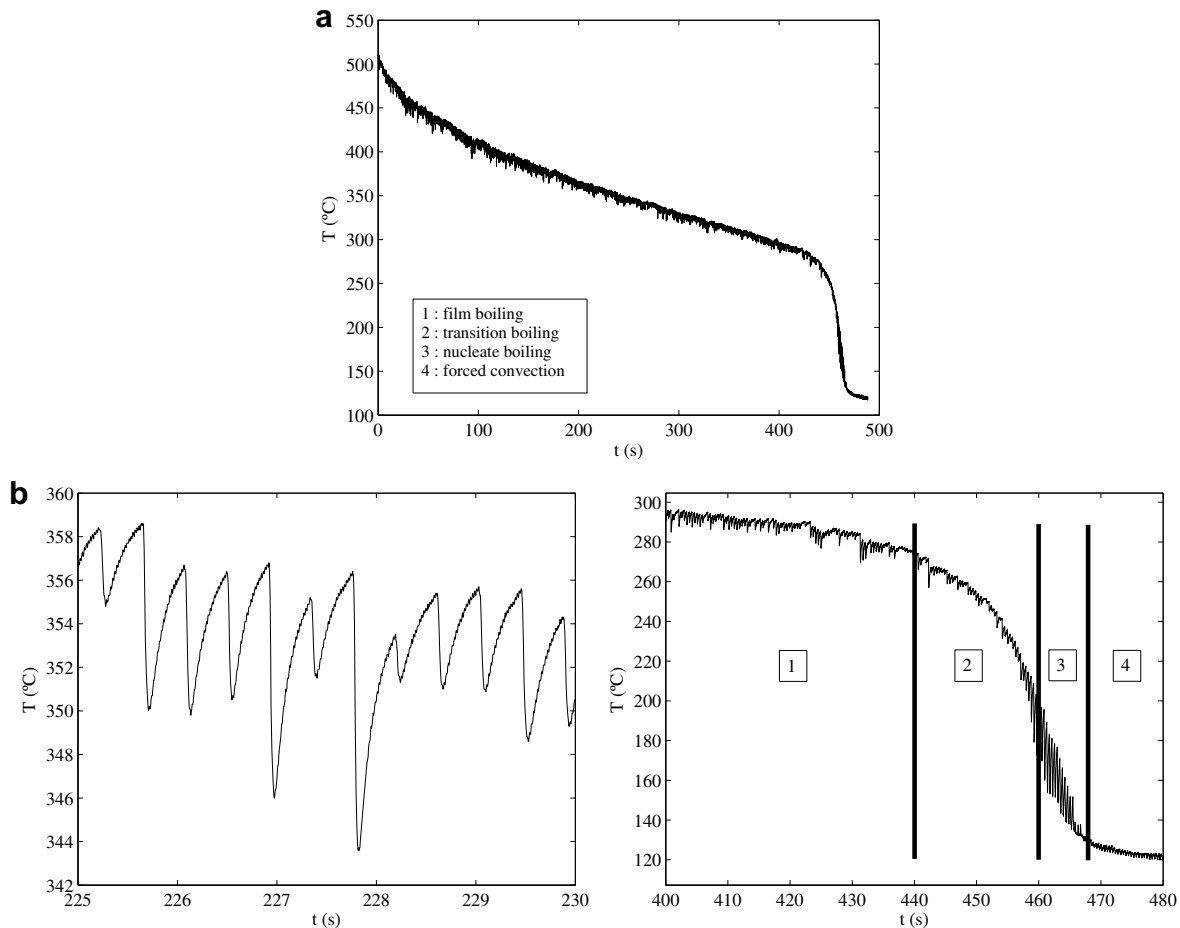 a
550
500
450
400
350
300
250
200
150
100
T (ºC)
1 : film boiling
2 : transition boiling
3 : nucleate boiling
4 : forced convection
0 100 200 300 400 500
t (s)
b
360
358
356
354
352
350
348
346
344
342
T (ºC)
225 226 227 228 229 230
t (s)
300
280
260
240
220
200
180
160
140
120
T (ºC)
1 2 3 4
400 410 420 430 440 450 460 470 480
t (s)